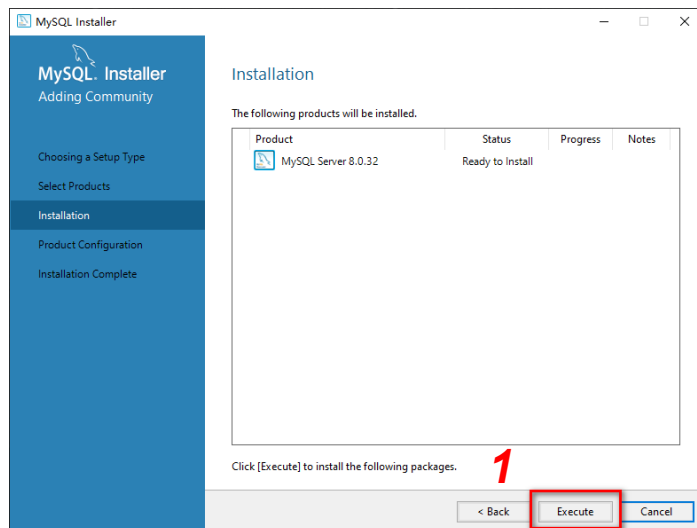 MySQL Installer
MySQL. Installer
Adding Community
Choosing a Setup Type
Select Products
Installation
Product Configuration
Installation Complete
Installation
The following products will be installed.
Product Status Progress Notes
MySQL Server 8.0.32 Ready to Install
Click [Execute] to install the following packages.
1
< Back Execute Cancel